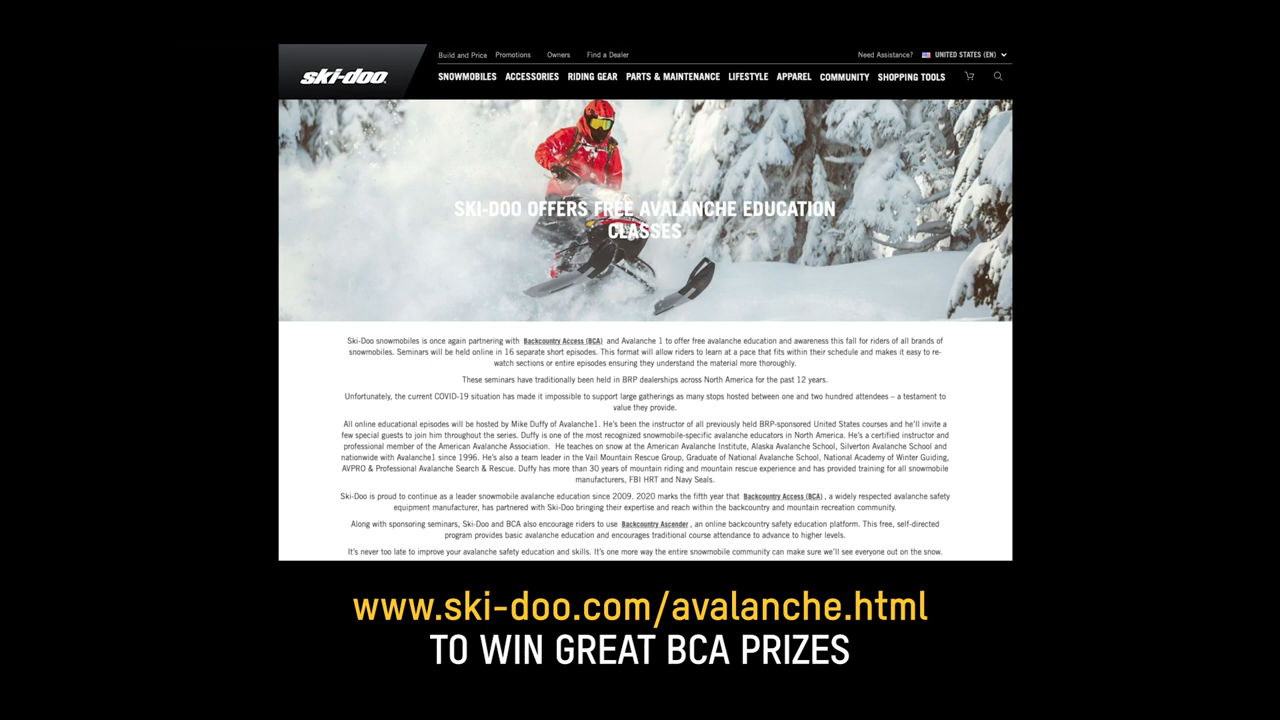 ski-doo
Build and Price Promotions Owners Find a Dealer Need Assistance? UNITED STATES (EN)
SNOWMOBILES ACCESSORIES RIDING GEAR PARTS & MAINTENANCE LIFESTYLE APPAREL COMMUNITY SHOPPING TOOLS
SKI-DOO OFFERS FREE AVALANCHE EDUCATION
CLASSES
Ski-Doo snowmobiles is once again partnering with Backcountry Access (BCA) and Avalanche 1 to offer free avalanche education and awareness this fall for riders of all brands of
snowmobiles. Seminars will be held online in 16 separate short episodes. This format will allow riders to learn at a pace that fits within their schedule and makes it easy to re-
watch sections or entire episodes ensuring they understand the material more thoroughly.
These seminars have traditionally been held in BRP dealerships across North America for the past 12 years.
Unfortunately, the current COVID-19 situation has made it impossible to support large gatherings as many stops hosted between one and two hundred attendees – a testament to
value they provide.
All online educational episodes will be hosted by Mike Duffy of Avalanche1. He's been the instructor of all previously held BRP-sponsored United States courses and he'll invite a
few special guests to join him throughout the series. Duffy is one of the most recognized snowmobile-specific avalanche educators in North America. He's a certified instructor and
professional member of the American Avalanche Association. He teaches on snow at the American Avalanche Institute, Alaska Avalanche School, Silverton Avalanche School and
nationwide with Avalanche1 since 1996. He's also a team leader in the Vail Mountain Rescue Group, Graduate of National Avalanche School, National Academy of Winter Guiding,
AVPRO & Professional Avalanche Search & Rescue. Duffy has more than 30 years of mountain riding and mountain rescue experience and has provided training for all snowmobile
manufacturers, FBI HRT and Navy Seals.
Ski-Doo is proud to continue as a leader snowmobile avalanche education since 2009. 2020 marks the fifth year that Backcountry Access (BCA) , a widely respected avalanche safety
equipment manufacturer, has partnered with Ski-Doo bringing their expertise and reach within the backcountry and mountain recreation community.
Along with sponsoring seminars, Ski-Doo and BCA also encourage riders to use Backcountry Ascender , an online backcountry safety education platform. This free, self-directed
program provides basic avalanche education and encourages traditional course attendance to advance to higher levels.
It's never too late to improve your avalanche safety education and skills. It's one more way the entire snowmobile community can make sure we'll see everyone out on the snow.
www.ski-doo.com/avalanche.html
TO WIN GREAT BCA PRIZES